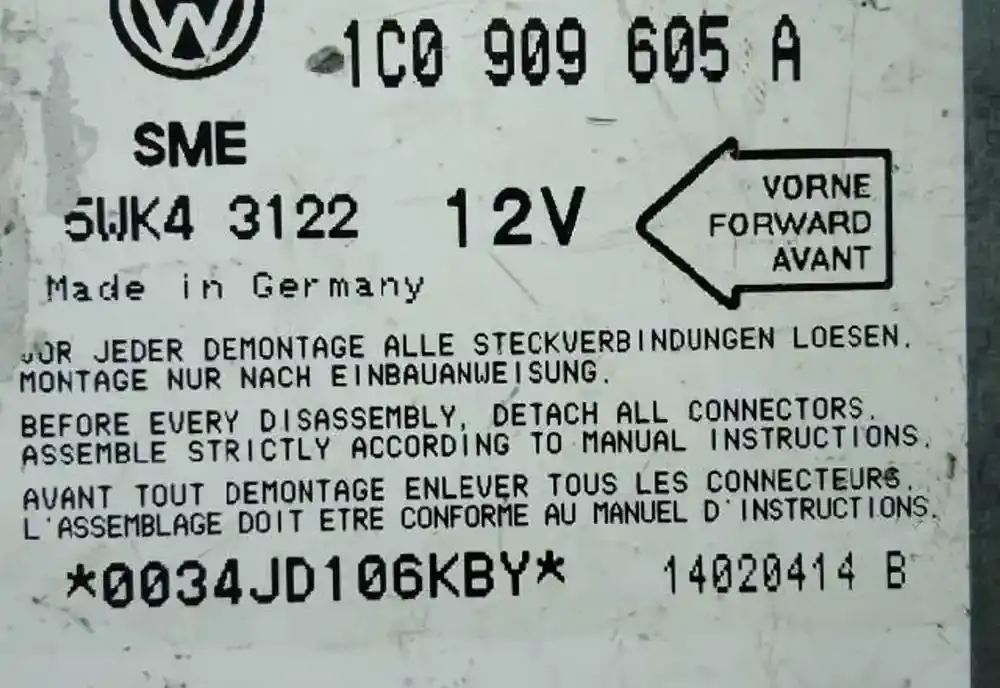 1C0 909 605 A
SME
5WK4 3122 12V
VORNE
FORWARD
AVANT
Made in Germany
VOR JEDER DEMONTAGE ALLE STECKVERBINDUNGEN LOESEN.
MONTAGE NUR NACH EINBAUANWEISUNG.
BEFORE EVERY DISASSEMBLY, DETACH ALL CONNECTORS.
ASSEMBLE STRICTLY ACCORDING TO MANUAL INSTRUCTIONS.
AVANT TOUT DEMONTAGE ENLEVER TOUS LES CONNECTEURS.
L'ASSEMBLAGE DOIT ETRE CONFORME AU MANUEL D'INSTRUCTIONS.
*0034JD106KBY* 14020414 B